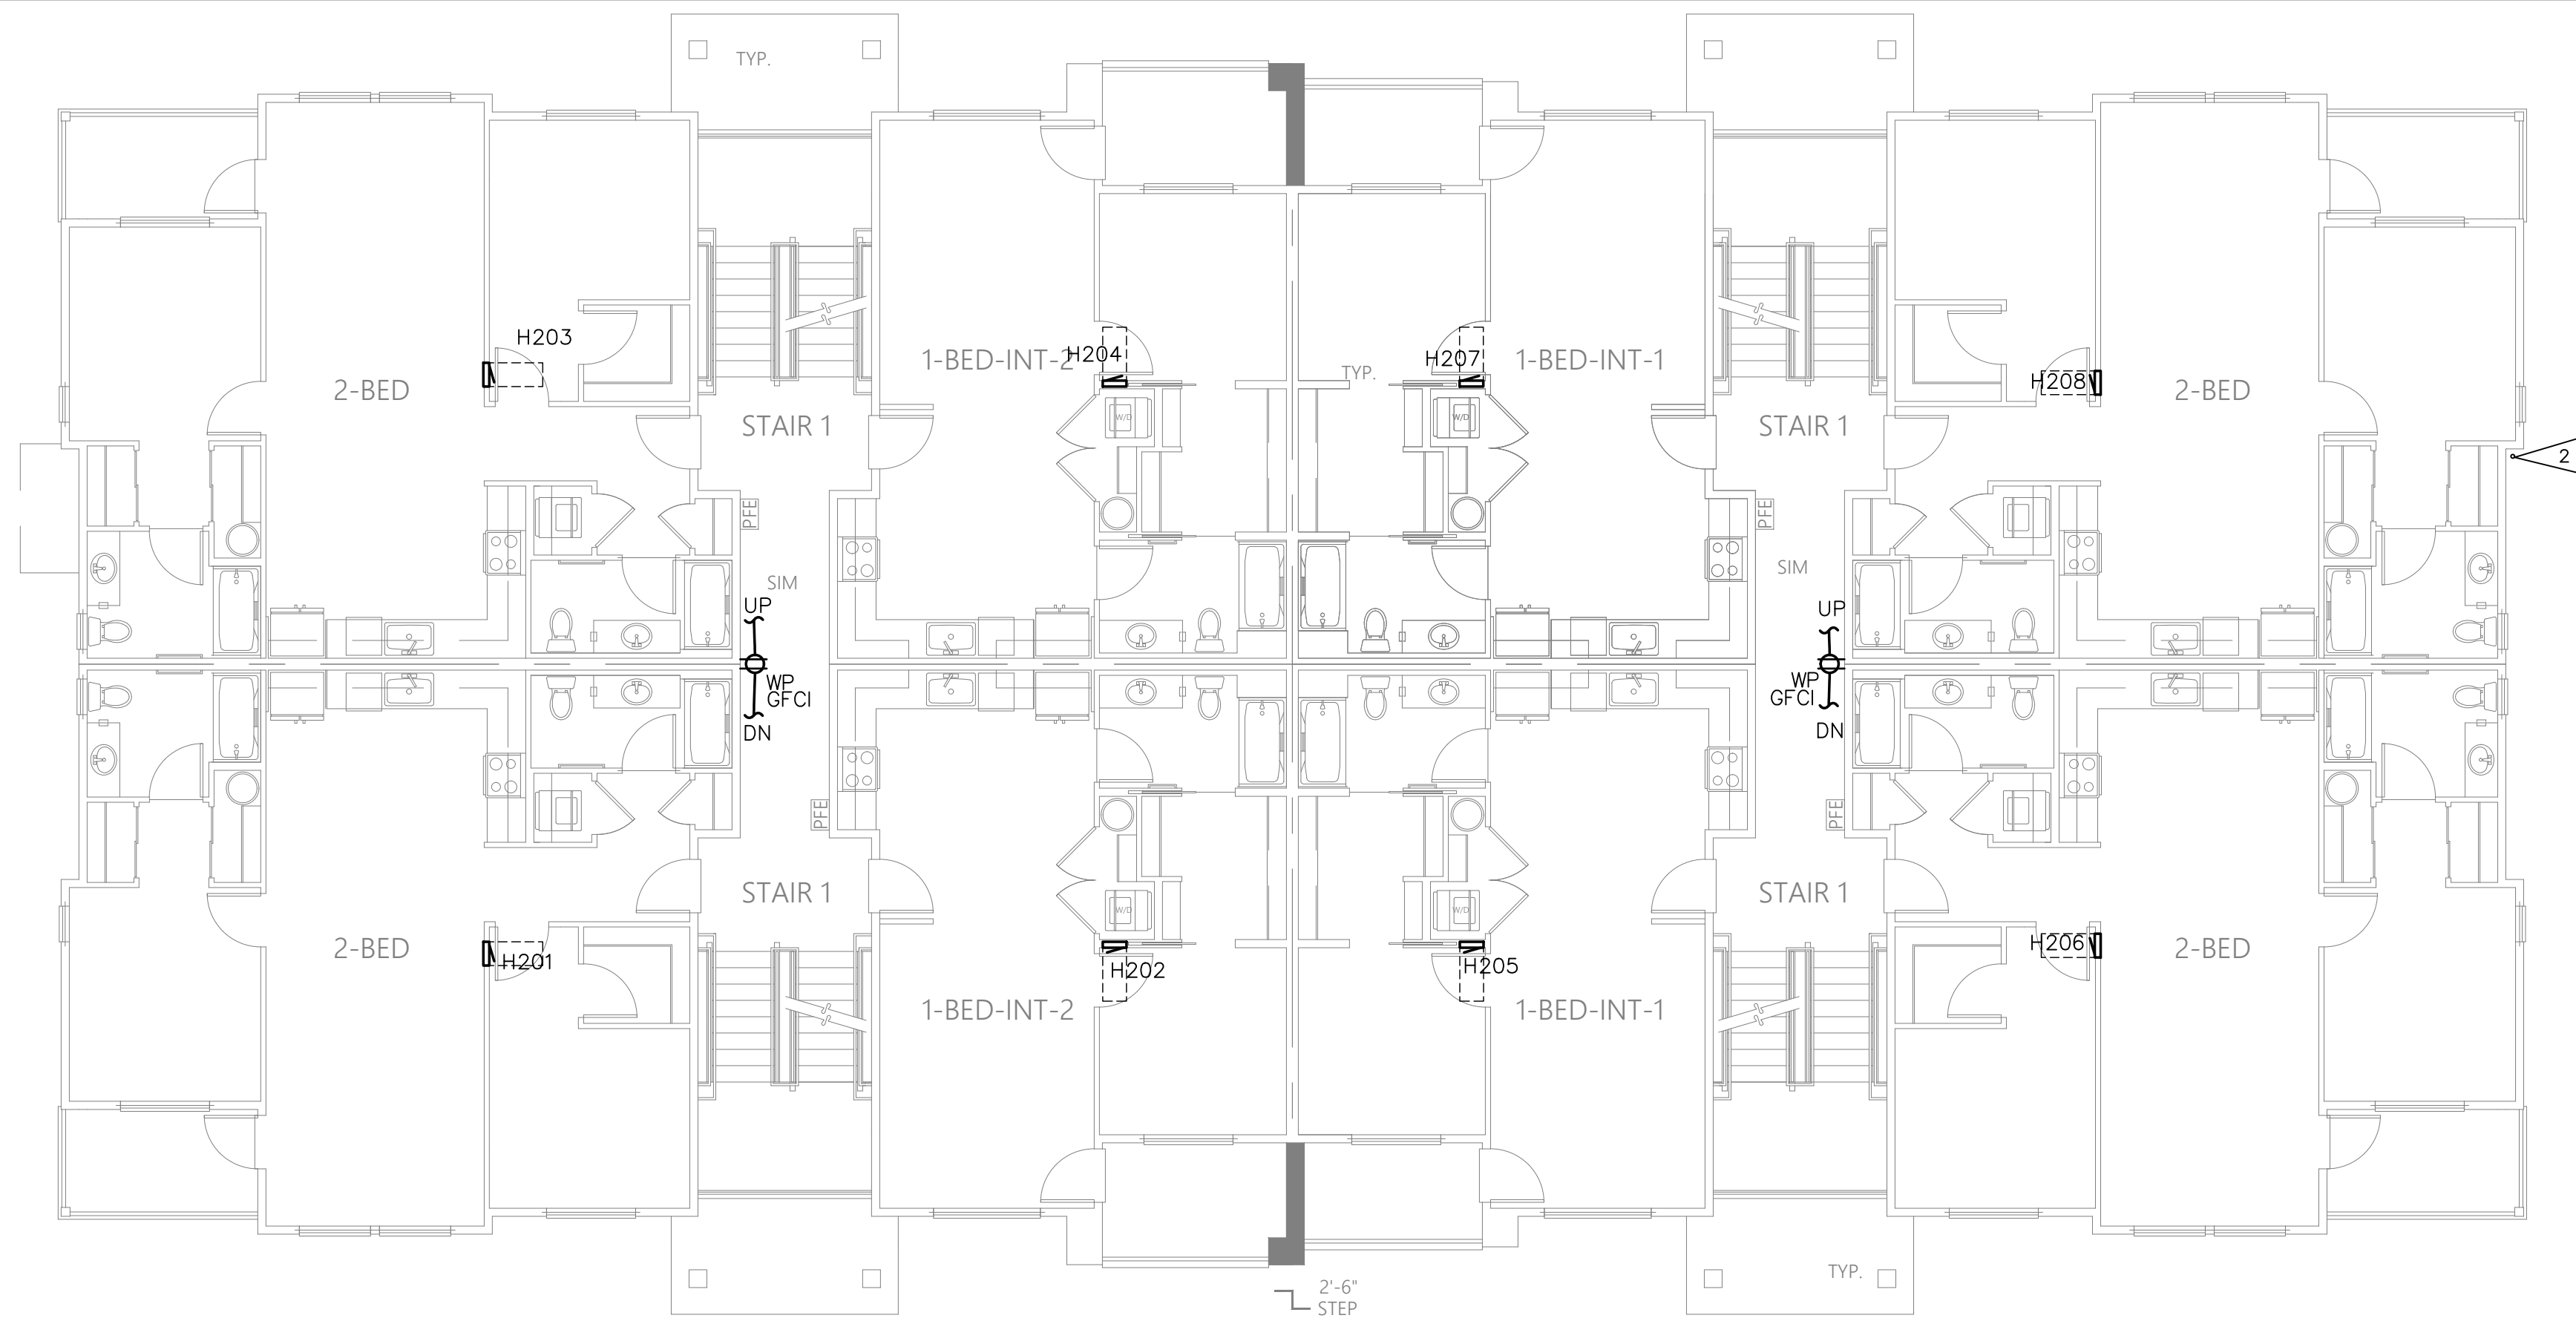 TYP.
H203
2-BED
1-BED-INT-2
H204
TYP.
H207
1-BED-INT-1
H208
2-BED
STAIR 1
W/D
W/D
STAIR 1
2
PFE
PFE
SIM
SIM
UP
UP
WP
GFCI
WP
GFCI
DN
DN
PFE
PFE
STAIR 1
W/D
W/D
STAIR 1
2-BED
H201
H202
H205
H206
2-BED
1-BED-INT-2
1-BED-INT-1
TYP.
2'-6"
STEP